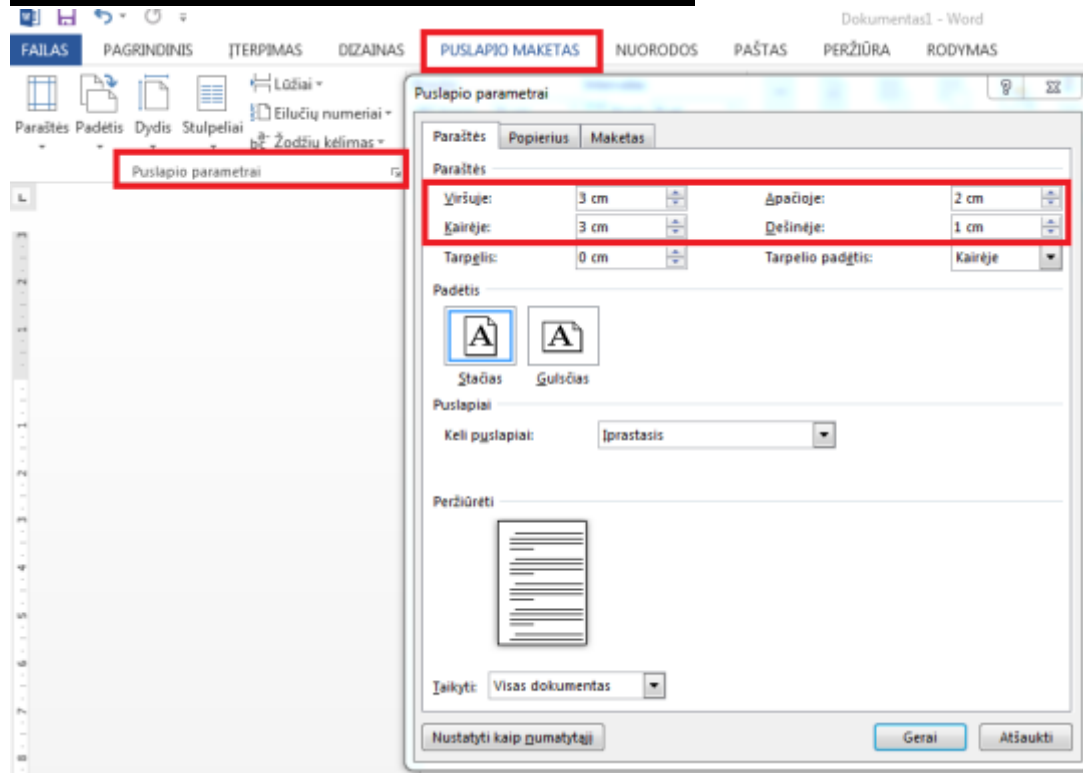 Dokumentas1 - Word
FAILAS PAGRINDINIS ĮTERPIMAS DIZAINAS PUSLAPIO MAKETAS NUORODOS PAŠTAS PERŽIŪRA RODYMAS
Lūžiai
Eilučių numeriai
Paraštės Padėtis Dydis Stulpeliai
Žodžių kėlimas
Puslapio parametrai
Puslapio parametrai
Paraštės Popierius Maketas
Paraštės
Viršuje: 3 cm Apačioje: 2 cm
Kairėje: 3 cm Dešinėje: 1 cm
Tarpelis: 0 cm Tarpelio padėtis: Kairėje
Padėtis
A A
Stačias Gulsčias
Puslapiai
Keli puslapiai: Įprastasis
Peržiūrėti
Taikyti: Visas dokumentas
Nustatyti kaip numatytąjį Gerai Atšaukti